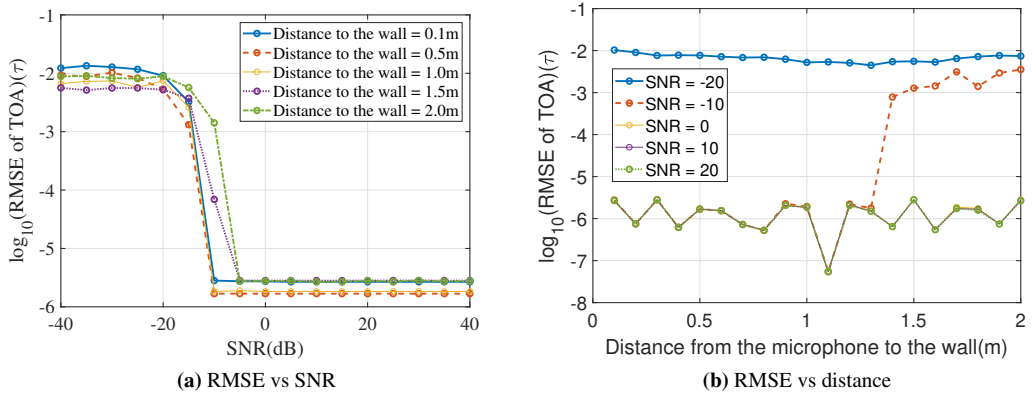 -1
-2
-3
-4
-5
-6
log10(RMSE of TOA)(τ)
-40
-20
0
20
40
SNR(dB)
Distance to the wall = 0.1m
Distance to the wall = 0.5m
Distance to the wall = 1.0m
Distance to the wall = 1.5m
Distance to the wall = 2.0m
(a) RMSE vs SNR
-1
-2
-3
-4
-5
-6
-7
-8
log10(RMSE of TOA)(τ)
0
0.5
1
1.5
2
Distance from the microphone to the wall(m)
SNR = -20
SNR = -10
SNR = 0
SNR = 10
SNR = 20
(b) RMSE vs distance